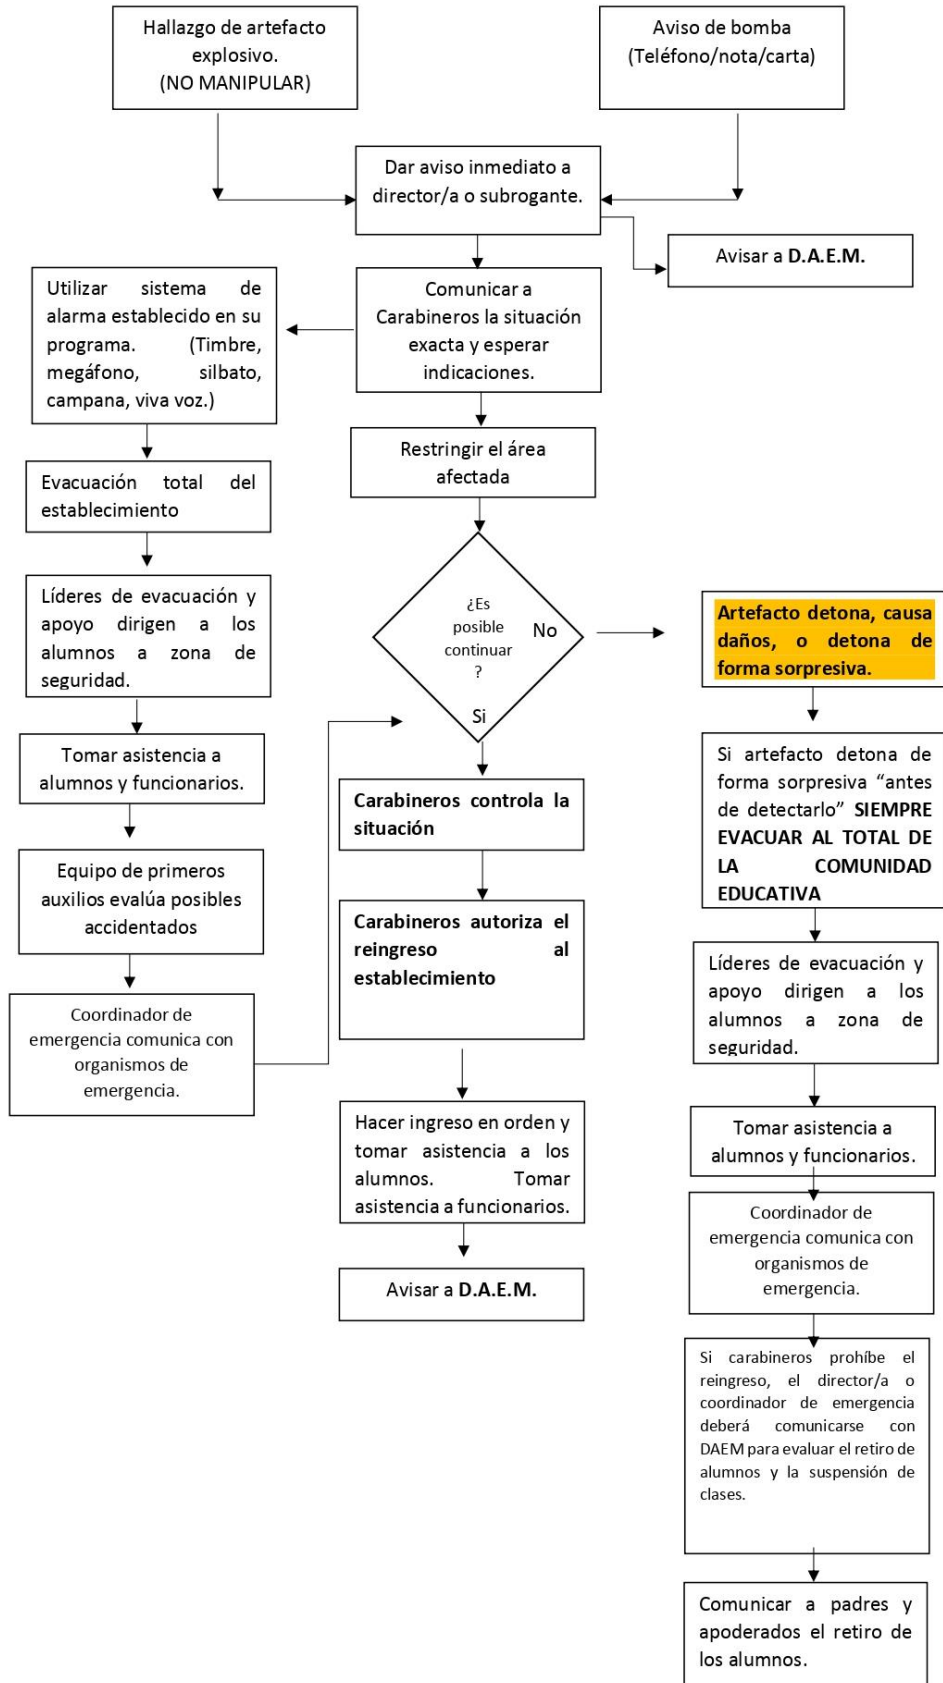 Hallazgo de artefacto
explosivo.
(NO MANIPULAR)
Aviso de bomba
(Teléfono/nota/carta)
Dar aviso inmediato a
director/a o subrogante.
Avisar a D.A.E.M.
Utilizar sistema de
alarma establecido en su
programa. (Timbre,
megáfono, silbato,
campana, viva voz.)
Comunicar a
Carabineros la situación
exacta y esperar
indicaciones.
Restringir el área
afectada
Evacuación total del
establecimiento
Líderes de evacuación y
apoyo dirigen a los
alumnos a zona de
seguridad.
Tomar asistencia a
alumnos y funcionarios.
Equipo de primeros
auxilios evalúa posibles
accidentados
Coordinador de
emergencia comunica con
organismos de
emergencia.
¿Es
posible
continuar
?
No
Si
Carabineros controla la
situación
Carabineros autoriza el
reingreso al
establecimiento
Hacer ingreso en orden y
tomar asistencia a los
alumnos. Tomar
asistencia a funcionarios.
Avisar a D.A.E.M.
Artefacto detona, causa
daños, o detona de
forma sorpresiva.
Si artefacto detona de
forma sorpresiva “antes
de detectarlo” SIEMPRE
EVACUAR AL TOTAL DE
LA COMUNIDAD
EDUCATIVA
Líderes de evacuación y
apoyo dirigen a los
alumnos a zona de
seguridad.
Tomar asistencia a
alumnos y funcionarios.
Coordinador de
emergencia comunica con
organismos de
emergencia.
Si carabineros prohíbe el
reingreso, el director/a o
coordinador de emergencia
deberá comunicarse con
DAEM para evaluar el retiro de
alumnos y la suspensión de
clases.
Comunicar a padres y
apoderados el retiro de
los alumnos.